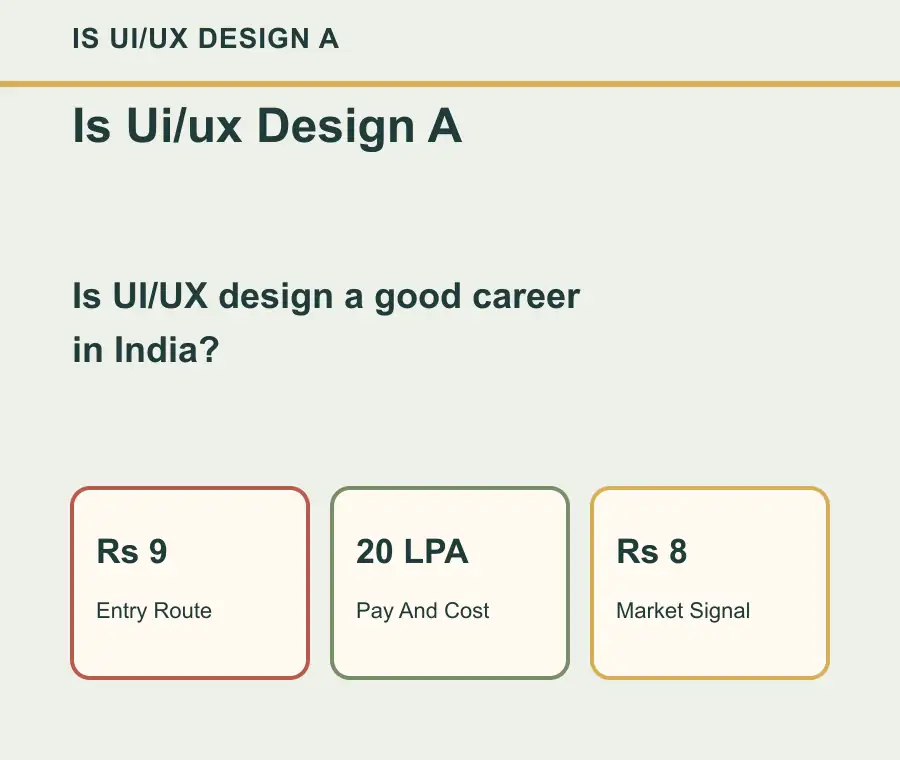 IS UI/UX DESIGN A
Is Ui/ux Design A
Is UI/UX design a good career
in India?
Rs 9
Entry Route
20 LPA
Pay And Cost
Rs 8
Market Signal